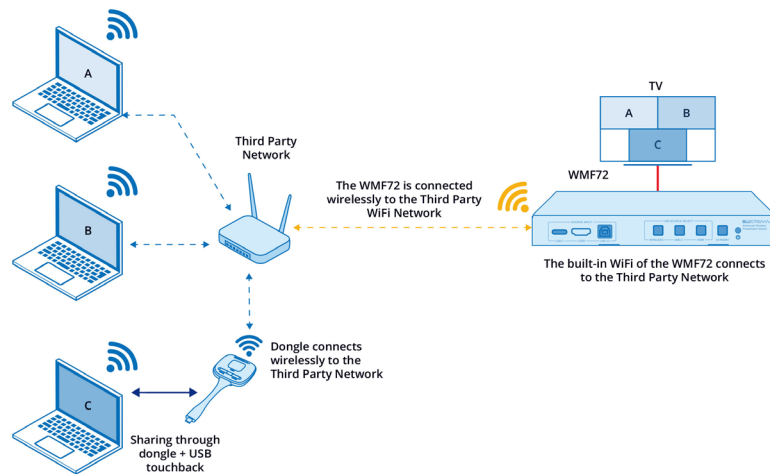 A
Third Party
Network
B
C
Dongle connects
wirelessly to the
Third Party Network
Sharing through
dongle + USB
touchback
The WMF72 is connected
wirelessly to the Third Party
WiFi Network
TV
A
B
C
WMF72
The built-in WiFi of the WMF72 connects
to the Third Party Network